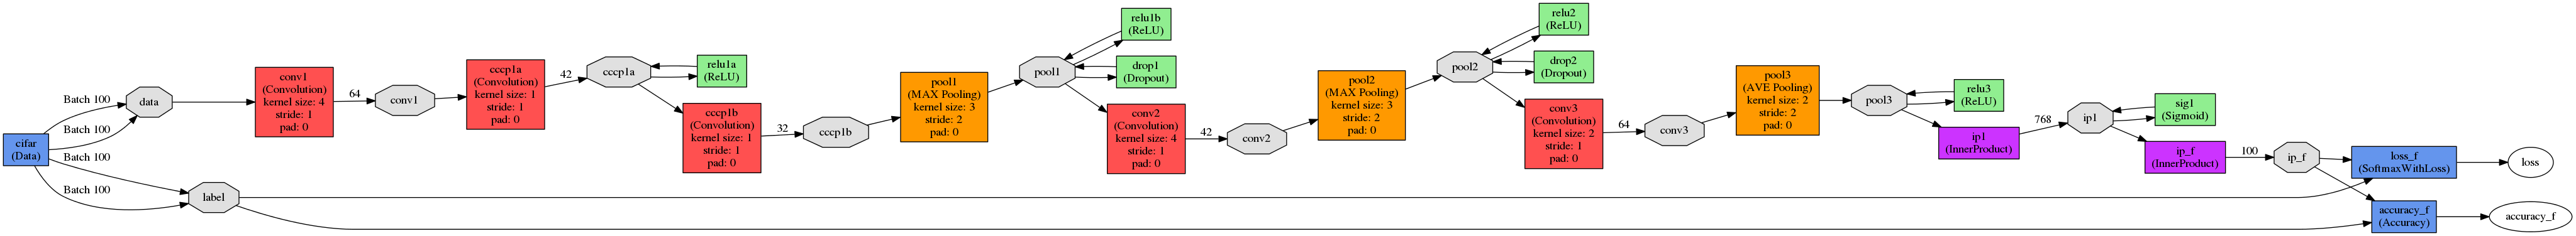 cifar
(Data)
Batch 100
Batch 100
Batch 100
Batch 100
data
label
conv1
(Convolution)
kernel size: 4
stride: 1
pad: 0
64
conv1
cccp1a
(Convolution)
kernel size: 1
stride: 1
pad: 0
42
cccp1a
relu1a
(ReLU)
cccp1b
(Convolution)
kernel size: 1
stride: 1
pad: 0
32
cccp1b
pool1
(MAX Pooling)
kernel size: 3
stride: 2
pad: 0
pool1
relu1b
(ReLU)
drop1
(Dropout)
conv2
(Convolution)
kernel size: 4
stride: 1
pad: 0
42
conv2
pool2
(MAX Pooling)
kernel size: 3
stride: 2
pad: 0
pool2
relu2
(ReLU)
drop2
(Dropout)
conv3
(Convolution)
kernel size: 2
stride: 1
pad: 0
64
conv3
pool3
(AVE Pooling)
kernel size: 2
stride: 2
pad: 0
pool3
relu3
(ReLU)
ip1
(InnerProduct)
768
ip1
sig1
(Sigmoid)
ip_f
(InnerProduct)
100
ip_f
loss_f
(SoftmaxWithLoss)
loss
accuracy_f
(Accuracy)
accuracy_f